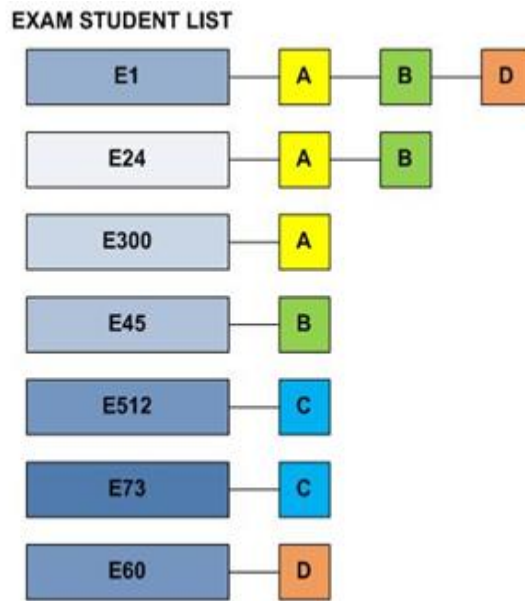 EXAM STUDENT LIST
E1 A B D
E24 A B
E300 A
E45 B
E512 C
E73 C
E60 D